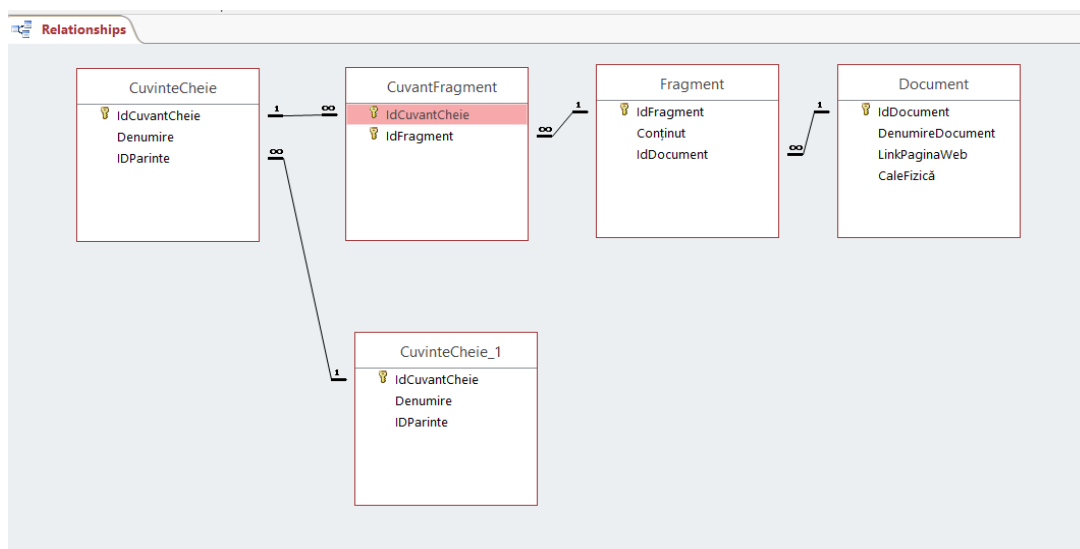 Relationships
CuvinteCheie
IdCuvantCheie
Denumire
IDParinte
1
∞
∞
CuvantFragment
IdCuvantCheie
IdFragment
∞
1
Fragment
IdFragment
Conținut
IdDocument
∞
1
Document
IdDocument
DenumireDocument
LinkPaginaWeb
CaleFizică
1
CuvinteCheie_1
IdCuvantCheie
Denumire
IDParinte